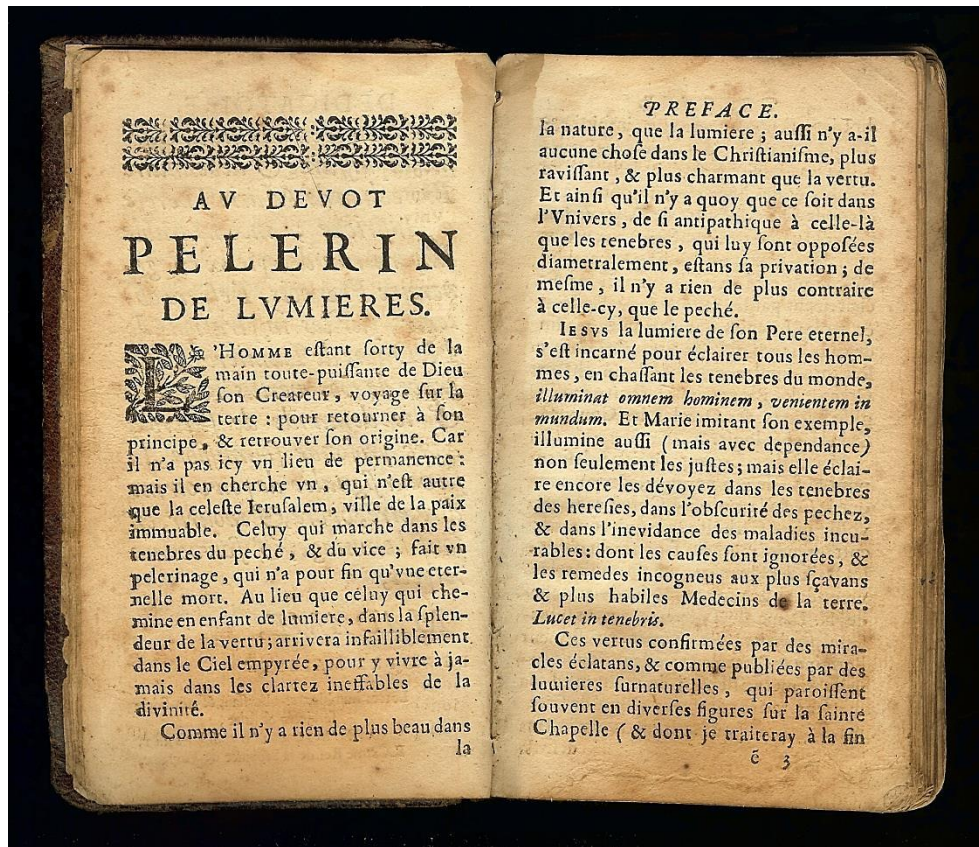 AV DEVOT
PELERIN
DE LVMIERES.
L'HOMME eſtant ſorty de la
main toute-puiſſante de Dieu
ſon Createur, voyage ſur la
terre : pour retourner à ſon
principe, & retrouver ſon origine. Car
il n'a pas icy vn lieu de permanence :
mais il en cherche vn, qui n'eſt autre
que la celeſte Ieruſalem, ville de la paix
immuable. Celuy qui marche dans les
tenebres du peché, & du vice ; fait vn
pelerinage, qui n'a pour fin qu'vne eter-
nelle mort. Au lieu que celuy qui che-
mine en enfant de lumiere, dans la ſplen-
deur de la vertu; arrivera infailliblement
dans le Ciel empyrée, pour y vivre à ja-
mais dans les clartez ineffables de la
divinité.
Comme il n'y a rien de plus beau dans
la
PREFACE.
la nature, que la lumiere ; auſſi n'y a-il
aucune choſe dans le Chriſtianiſme, plus
raviſſant, & plus charmant que la vertu.
Et ainſi qu'il n'y a quoy que ce ſoit dans
l'Vnivers, de ſi antipathique à celle-là
que les tenebres, qui luy ſont oppoſées
diametralement, eſtans ſa privation ; de
meſme, il n'y a rien de plus contraire
à celle-cy, que le peché.
IESVS la lumiere de ſon Pere eternel,
s'eſt incarné pour éclairer tous les hom-
mes, en chaſſant les tenebres du monde,
illuminat omnem hominem, venientem in
mundum. Et Marie imitant ſon exemple,
illumine auſſi (mais avec dependance)
non ſeulement les juſtes; mais elle éclai-
re encore les dévoyez dans les tenebres
des hereſies, dans l'obſcurité des pechez,
& dans l'inevidance des maladies incu-
rables: dont les cauſes ſont ignorées, &
les remedes incogneus aux plus ſçavans
& plus habiles Medecins de la terre.
Lucet in tenebris.
Ces vertus confirmées par des mira-
cles éclatans, & comme publiées par des
lumieres ſurnaturelles, qui paroiſſent
ſouvent en diverſes figures ſur la ſainte
Chapelle (& dont je traiteray à la fin
ẽ 3